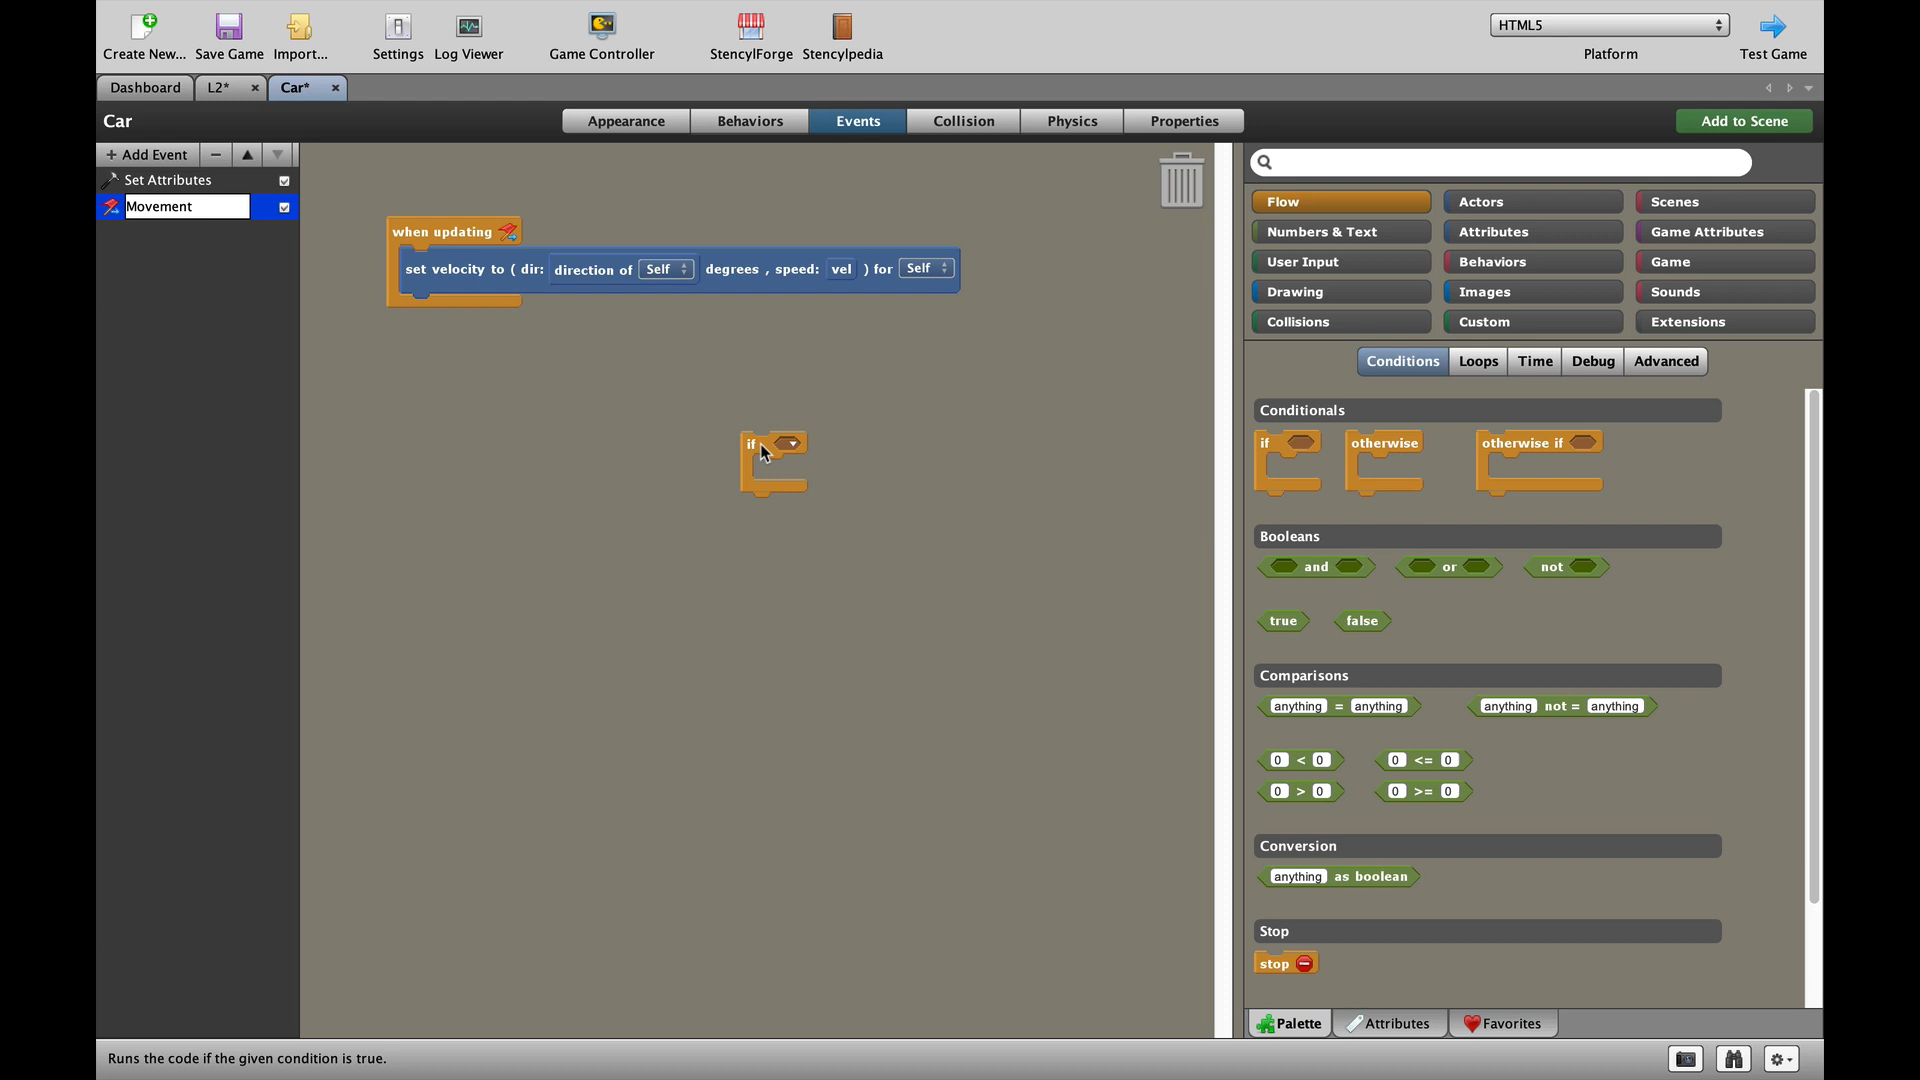 Create New... Save Game Import... Settings Log Viewer Game Controller StencylForge Stencylpedia HTML5 Platform Test Game
Dashboard L2* × Car* ×
Car Appearance Behaviors Events Collision Physics Properties Add to Scene
+ Add Event
Set Attributes
Movement
when updating
set velocity to ( dir: direction of Self degrees , speed: vel ) for Self
if
Flow Actors Scenes
Numbers & Text Attributes Game Attributes
User Input Behaviors Game
Drawing Images Sounds
Collisions Custom Extensions
Conditions Loops Time Debug Advanced
Conditionals
if otherwise otherwise if
Booleans
and or not
true false
Comparisons
anything = anything anything not = anything
0 < 0 0 <= 0
0 > 0 0 >= 0
Conversion
anything as boolean
Stop
stop
Palette Attributes Favorites
Runs the code if the given condition is true.